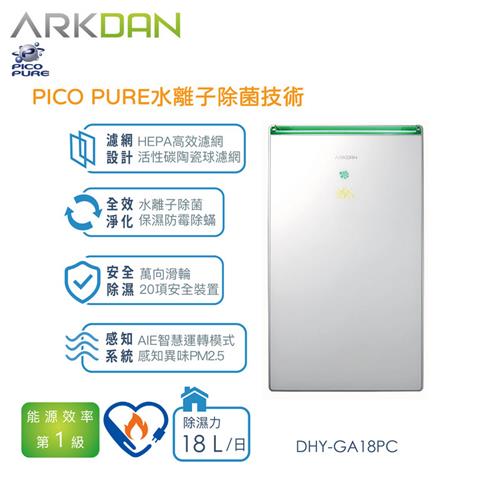 ARKDAN
PICO
PURE
PICO PURE水離子除菌技術
濾網
設計
HEPA高效濾網
活性碳陶瓷球濾網
全效
淨化
水離子除菌
保濕防霉除蟎
安全
除濕
萬向滑輪
20項安全裝置
感知
系統
AIE智慧運轉模式
感知異味PM2.5
ARKDAN
能源效率
第1級
除濕力
18L/日
DHY-GA18PC